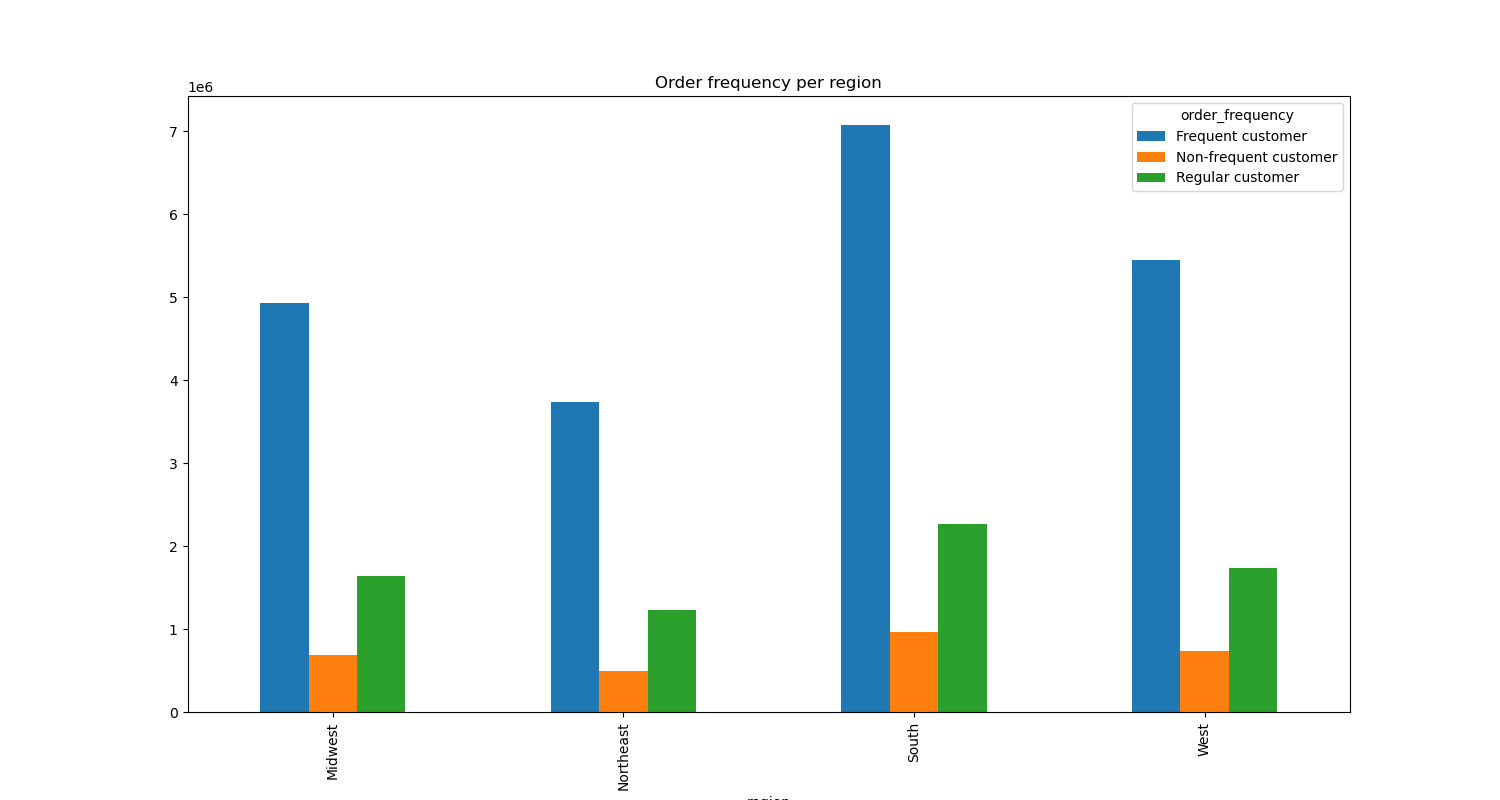 Order frequency per region
1e6
order_frequency
Frequent customer
Non-frequent customer
Regular customer
7
6
5
4
3
2
1
0
Midwest
Northeast
South
West